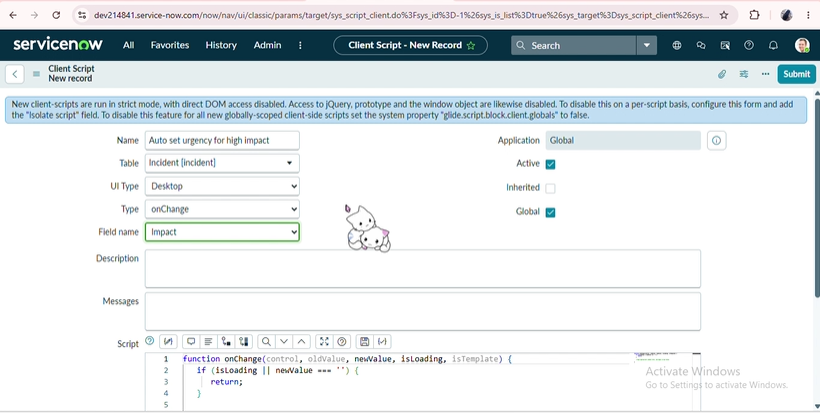 dev214841.service-now.com/now/nav/ui/classic/params/target/sys_script_client.do%3Fsys_id%3D-1%26sys_is_list%3Dtrue%26sys_target%3Dsys_script_client%26sys...
servicenow All Favorites History Admin Client Script - New Record Search
Client Script
New record
Submit
New client-scripts are run in strict mode, with direct DOM access disabled. Access to jQuery, prototype and the window object are likewise disabled. To disable this on a per-script basis, configure this form and add
the "Isolate script" field. To disable this feature for all new globally-scoped client-side scripts set the system property "glide.script.block.client.globals" to false.
Name Auto set urgency for high impact Application Global
Table Incident [incident] Active
UI Type Desktop Inherited
Type onChange Global
Field name Impact
Description
Messages
Script
1 function onChange(control, oldValue, newValue, isLoading, isTemplate) {
2 if (isLoading || newValue === '') {
3 return;
4 }
5
Activate Windows
Go to Settings to activate Windows.